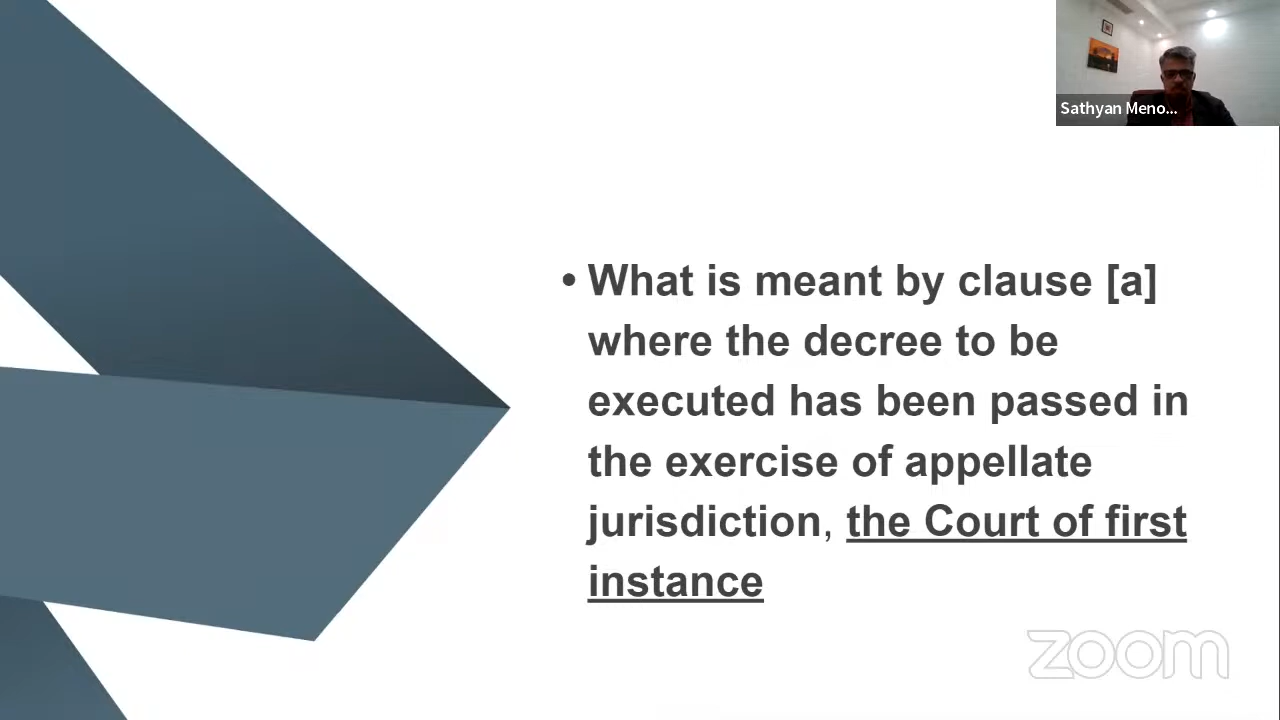 Sathyan Meno...
• What is meant by clause [a]
where the decree to be
executed has been passed in
the exercise of appellate
jurisdiction, the Court of first
instance
zoom